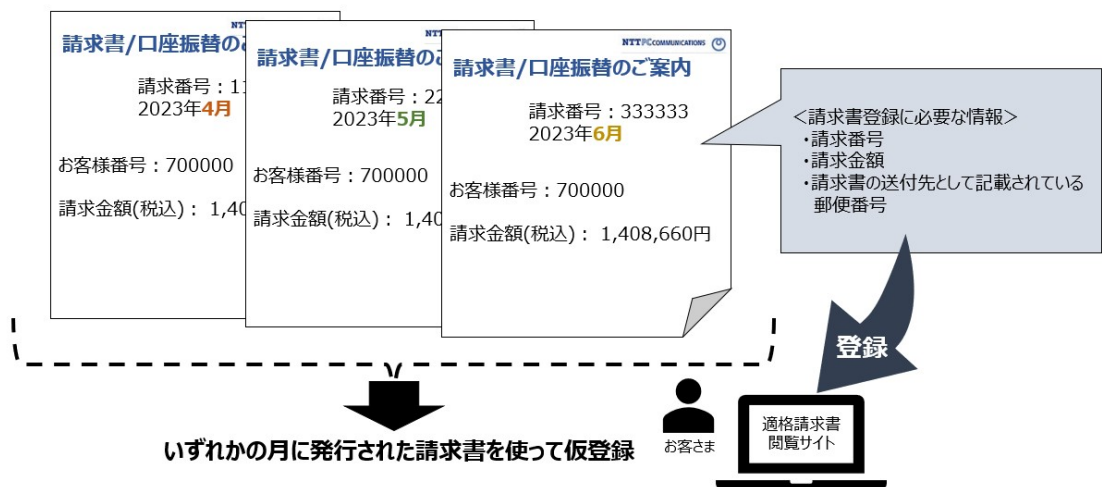 NT
請求書/口座振替の
請求番号：11
2023年4月
お客様番号：700000
請求金額(税込)： 1,40
NT
請求書/口座振替の
請求番号：22
2023年5月
お客様番号：700000
請求金額(税込)： 1,40
NTTPCCOMMUNICATIONS
請求書/口座振替のご案内
請求番号：333333
2023年6月
お客様番号：700000
請求金額(税込)： 1,408,660円
＜請求書登録に必要な情報＞
・請求番号
・請求金額
・請求書の送付先として記載されている
郵便番号
登録
いずれかの月に発行された請求書を使って仮登録
お客さま
適格請求書
閲覧サイト